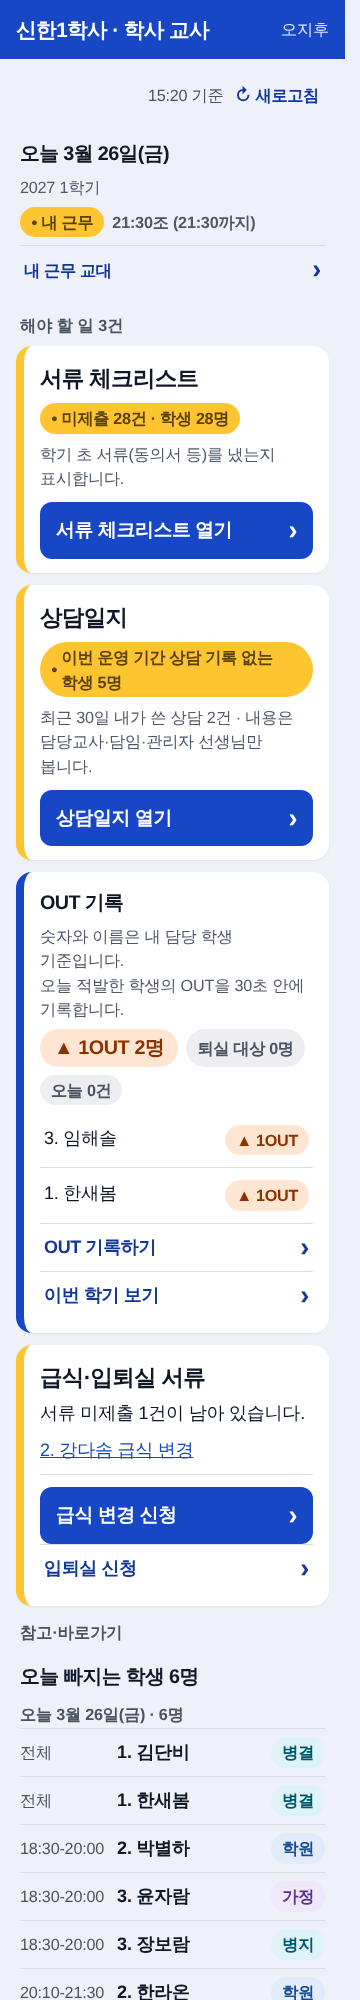 신한1학사 · 학사 교사 오지후
15:20 기준 ↻ 새로고침
오늘 3월 26일(금)
2027 1학기
• 내 근무 21:30조 (21:30까지)
내 근무 교대 ›
해야 할 일 3건
서류 체크리스트
• 미제출 28건 · 학생 28명
학기 초 서류(동의서 등)를 냈는지
표시합니다.
서류 체크리스트 열기 ›
상담일지
• 이번 운영 기간 상담 기록 없는
학생 5명
최근 30일 내가 쓴 상담 2건 · 내용은
담당교사·담임·관리자 선생님만
봅니다.
상담일지 열기 ›
OUT 기록
숫자와 이름은 내 담당 학생
기준입니다.
오늘 적발한 학생의 OUT을 30초 안에
기록합니다.
▲ 1OUT 2명 퇴실 대상 0명
오늘 0건
3. 임해솔 ▲ 1OUT
1. 한새봄 ▲ 1OUT
OUT 기록하기 ›
이번 학기 보기 ›
급식·입퇴실 서류
서류 미제출 1건이 남아 있습니다.
2. 강다솜 급식 변경
급식 변경 신청 ›
입퇴실 신청 ›
참고·바로가기
오늘 빠지는 학생 6명
오늘 3월 26일(금) · 6명
전체 1. 김단비 병결
전체 1. 한새봄 병결
18:30-20:00 2. 박별하 학원
18:30-20:00 3. 윤자람 가정
18:30-20:00 3. 장보람 병지
20:10-21:30 2. 한라온 학원